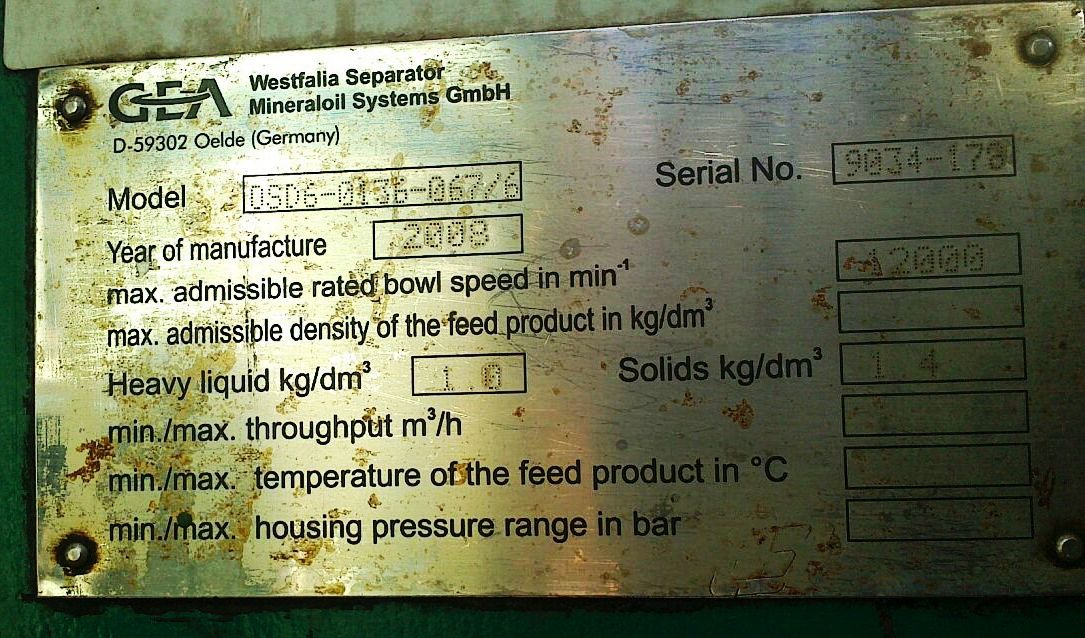 GEA Westfalia Separator
Mineraloil Systems GmbH
D-59302 Oelde (Germany)
Model OSD6-0136-067/6 Serial No. 9034-178
Year of manufacture 2008
max. admissible rated bowl speed in min⁻¹ 12000
max. admissible density of the feed product in kg/dm³
Heavy liquid kg/dm³ 1.0 Solids kg/dm³ 1 4
min./max. throughput m³/h
min./max. temperature of the feed product in °C
min./max. housing pressure range in bar